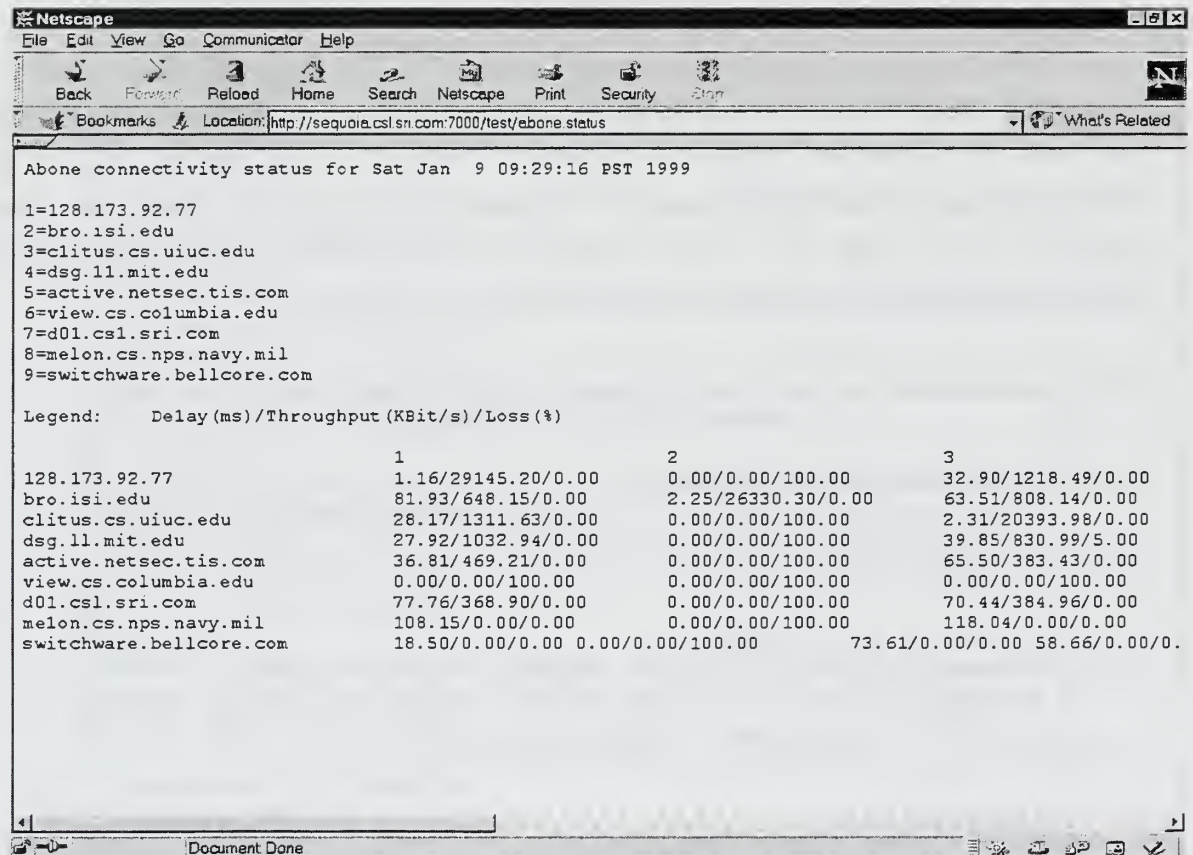 Netscape
File Edit View Go Communicator Help
Back Forward Reload Home Search Netscape Print Security Stop
Bookmarks Location: http://sequoia.csl.sri.com:7000/test/abone.status What's Related
Abone connectivity status for Sat Jan 9 09:29:16 PST 1999
1=128.173.92.77
2=bro.isi.edu
3=clitus.cs.uiuc.edu
4=dsg.ll.mit.edu
5=active.netsec.tis.com
6=view.cs.columbia.edu
7=d01.csl.sri.com
8=melon.cs.nps.navy.mil
9=switchware.bellcore.com
Legend: Delay(ms)/Throughput(KBit/s)/Loss(%)
1 2 3
128.173.92.77 1.16/29145.20/0.00 0.00/0.00/100.00 32.90/1218.49/0.00
bro.isi.edu 81.93/648.15/0.00 2.25/26330.30/0.00 63.51/808.14/0.00
clitus.cs.uiuc.edu 28.17/1311.63/0.00 0.00/0.00/100.00 2.31/20393.98/0.00
dsg.ll.mit.edu 27.92/1032.94/0.00 0.00/0.00/100.00 39.85/830.99/5.00
active.netsec.tis.com 36.81/469.21/0.00 0.00/0.00/100.00 65.50/383.43/0.00
view.cs.columbia.edu 0.00/0.00/100.00 0.00/0.00/100.00 0.00/0.00/100.00
d01.csl.sri.com 77.76/368.90/0.00 0.00/0.00/100.00 70.44/384.96/0.00
melon.cs.nps.navy.mil 108.15/0.00/0.00 0.00/0.00/100.00 118.04/0.00/0.00
switchware.bellcore.com 18.50/0.00/0.00 0.00/0.00/100.00 73.61/0.00/0.00 58.66/0.00/0.
Document Done